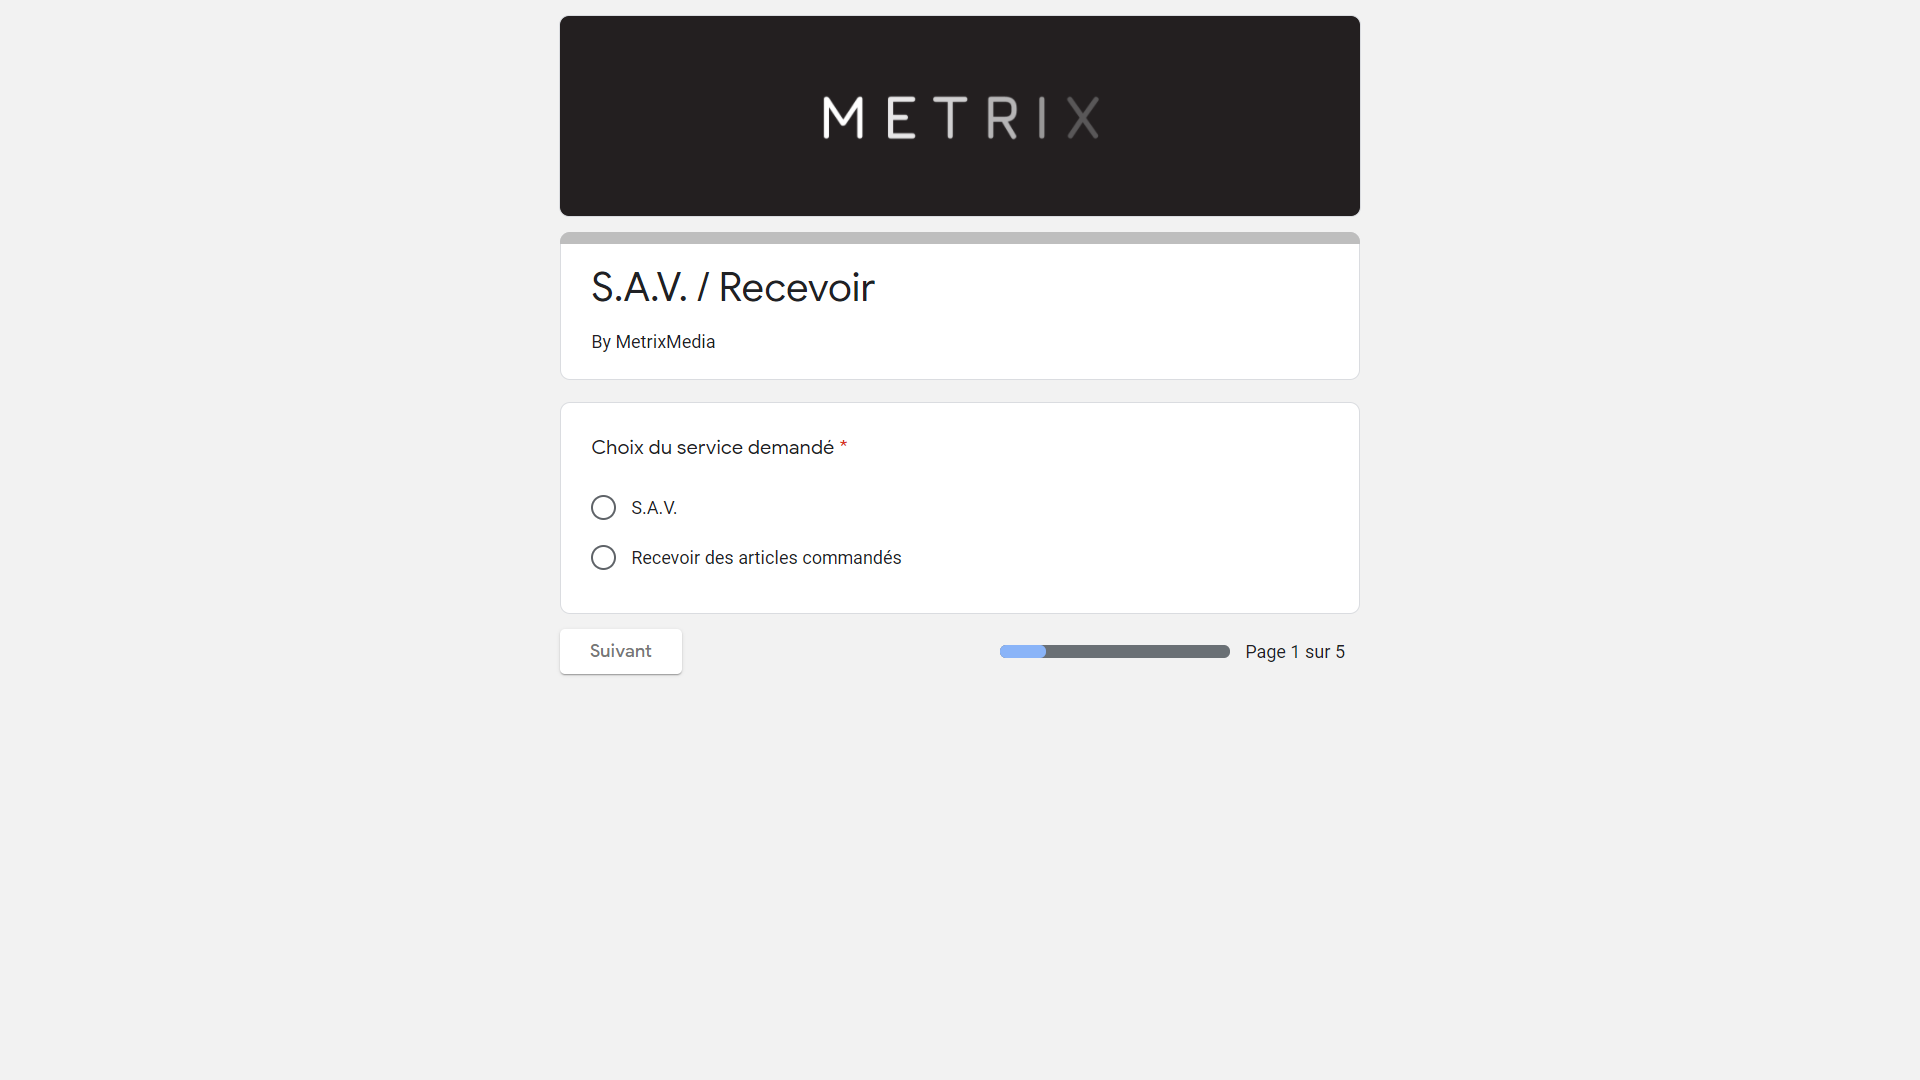 METRIX
S.A.V. / Recevoir
By MetrixMedia
Choix du service demandé *
S.A.V.
Recevoir des articles commandés
Suivant
Page 1 sur 5